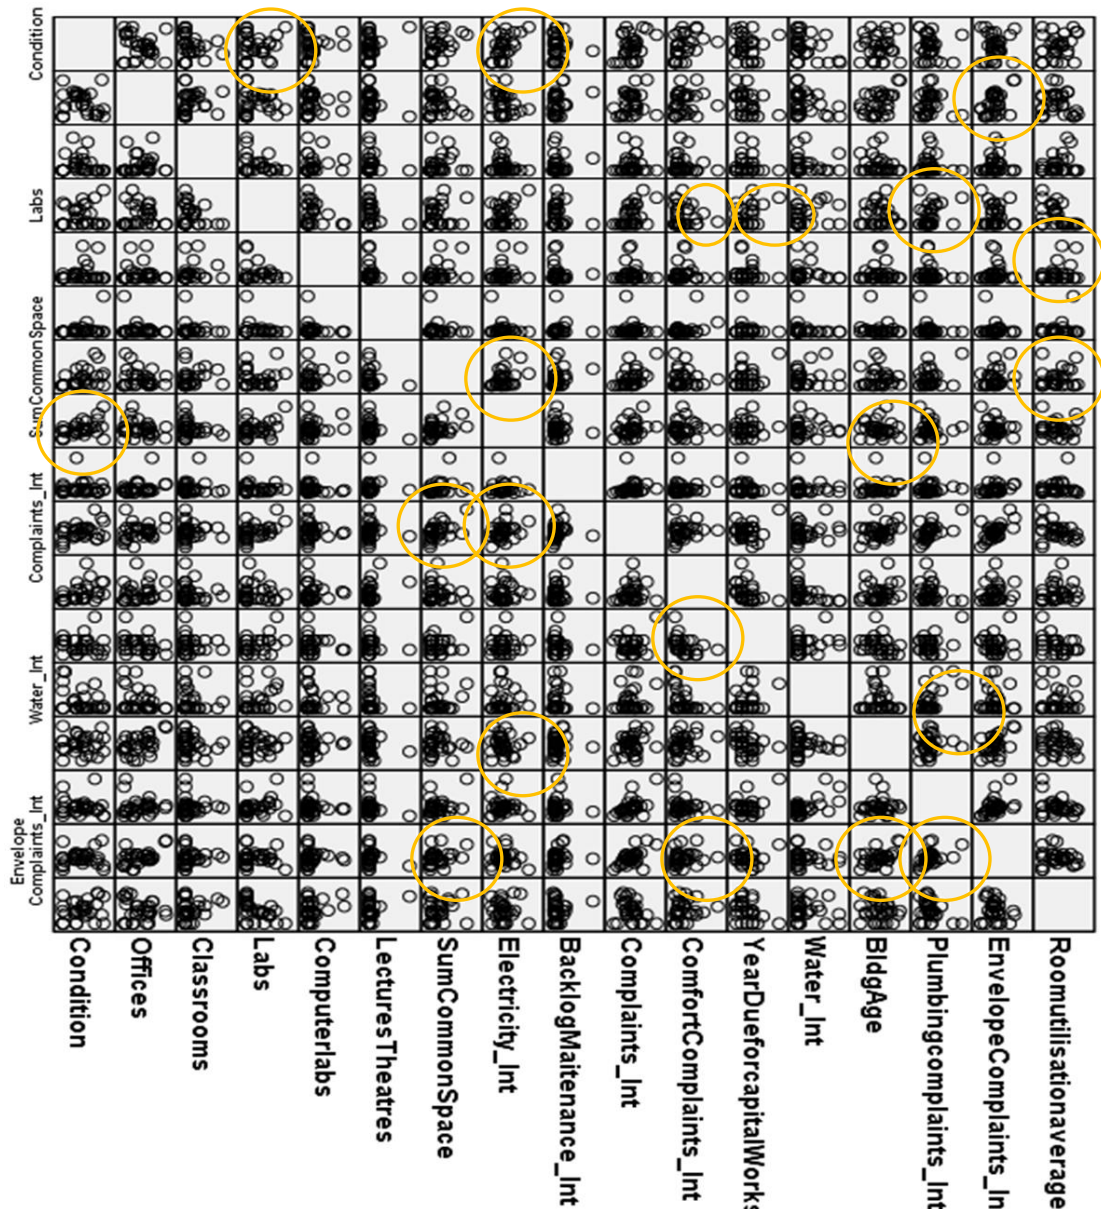 Condition
Labs
SumCommonSpace
Complaints_Int
Water_Int
Envelope
Complaints_Int
Condition
Offices
Classrooms
Labs
Computerlabs
LecturesTheatres
SumCommonSpace
Electricity_Int
BacklogMaitenance_Int
Complaints_Int
ComfortComplaints_Int
YearDueforcapitalWorks
Water_Int
BldgAge
Plumbingcomplaints_Int
EnvelopeComplaints_In
Roomutilisationaverage